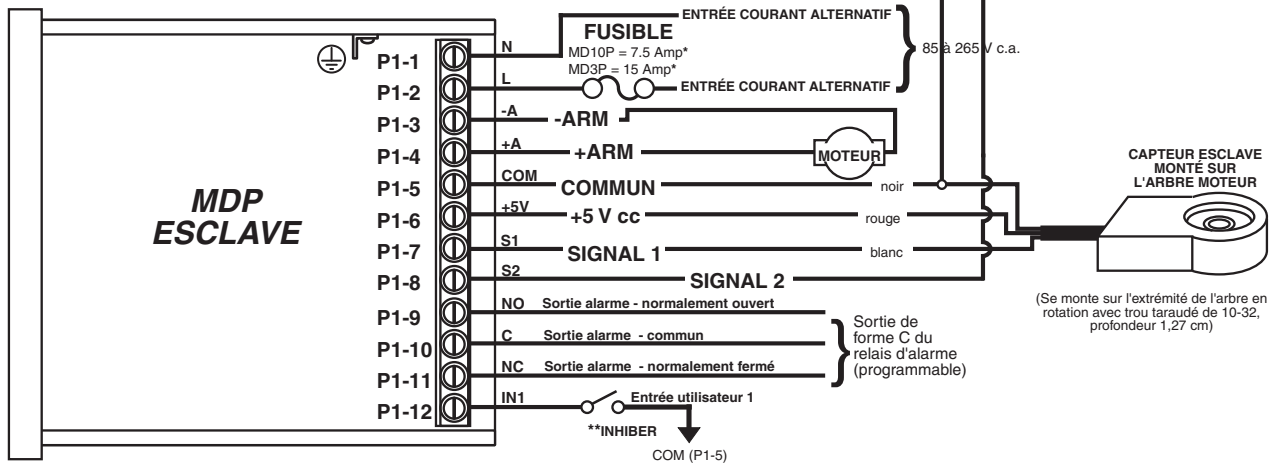 MDP
ESCLAVE
P1-1
N
ENTRÉE COURANT ALTERNATIF
FUSIBLE
MD10P = 7.5 Amp*
MD3P = 15 Amp*
85 à 265 V c.a.
P1-2
L
ENTRÉE COURANT ALTERNATIF
P1-3
-A
-ARM
P1-4
+A
+ARM
MOTEUR
P1-5
COM
COMMUN
noir
P1-6
+5V
+5 V cc
rouge
P1-7
S1
SIGNAL 1
blanc
P1-8
S2
SIGNAL 2
P1-9
NO
Sortie alarme - normalement ouvert
P1-10
C
Sortie alarme - commun
P1-11
NC
Sortie alarme - normalement fermé
Sortie de
forme C du
relais d'alarme
(programmable)
P1-12
IN1
Entrée utilisateur 1
**INHIBER
COM (P1-5)
CAPTEUR ESCLAVE
MONTÉ SUR
L'ARBRE MOTEUR
(Se monte sur l'extrémité de l'arbre en
rotation avec trou taraudé de 10-32,
profondeur 1,27 cm)